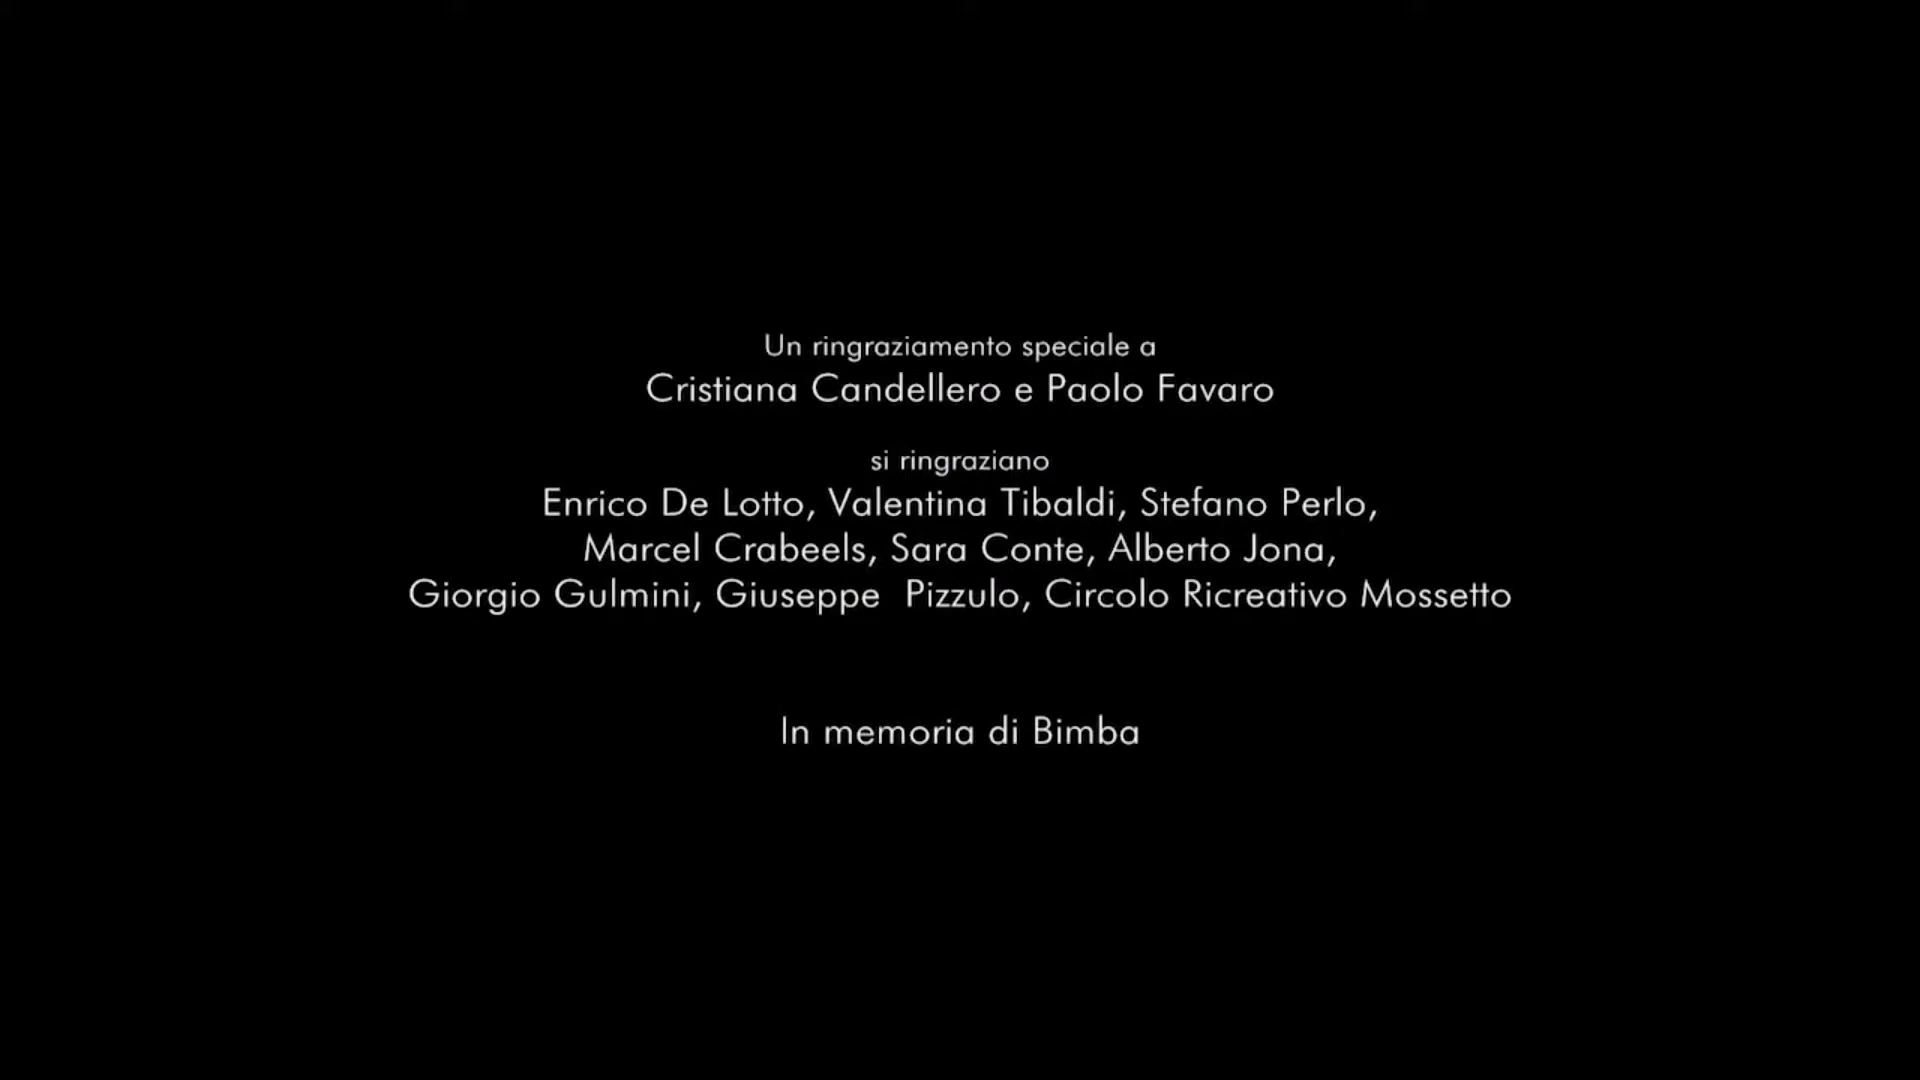 Un ringraziamento speciale a
Cristiana Candellero e Paolo Favaro
si ringraziano
Enrico De Lotto, Valentina Tibaldi, Stefano Perlo,
Marcel Crabeels, Sara Conte, Alberto Jona,
Giorgio Gulmini, Giuseppe  Pizzulo, Circolo Ricreativo Mossetto
In memoria di Bimba